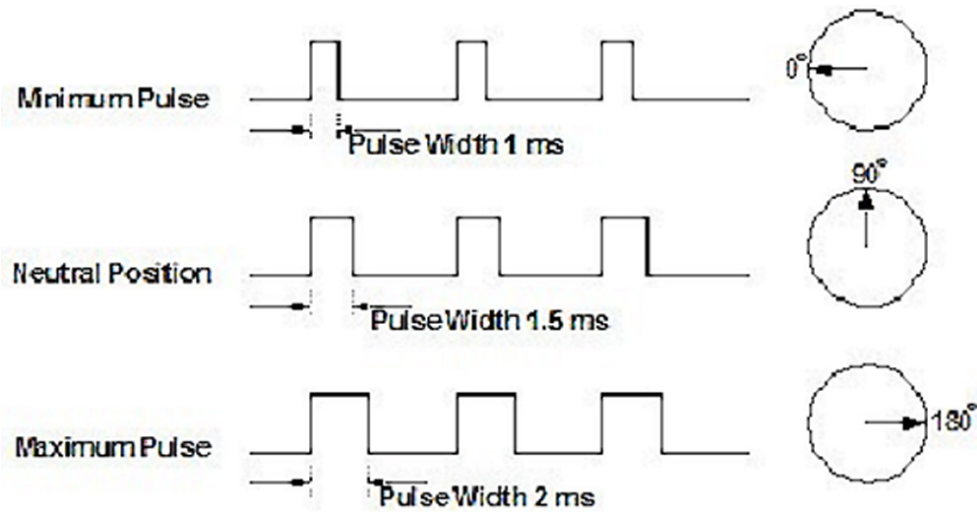 Minimum Pulse
Pulse Width 1 ms
0°
Neutral Position
Pulse Width 1.5 ms
90°
Maximum Pulse
Pulse Width 2 ms
180°